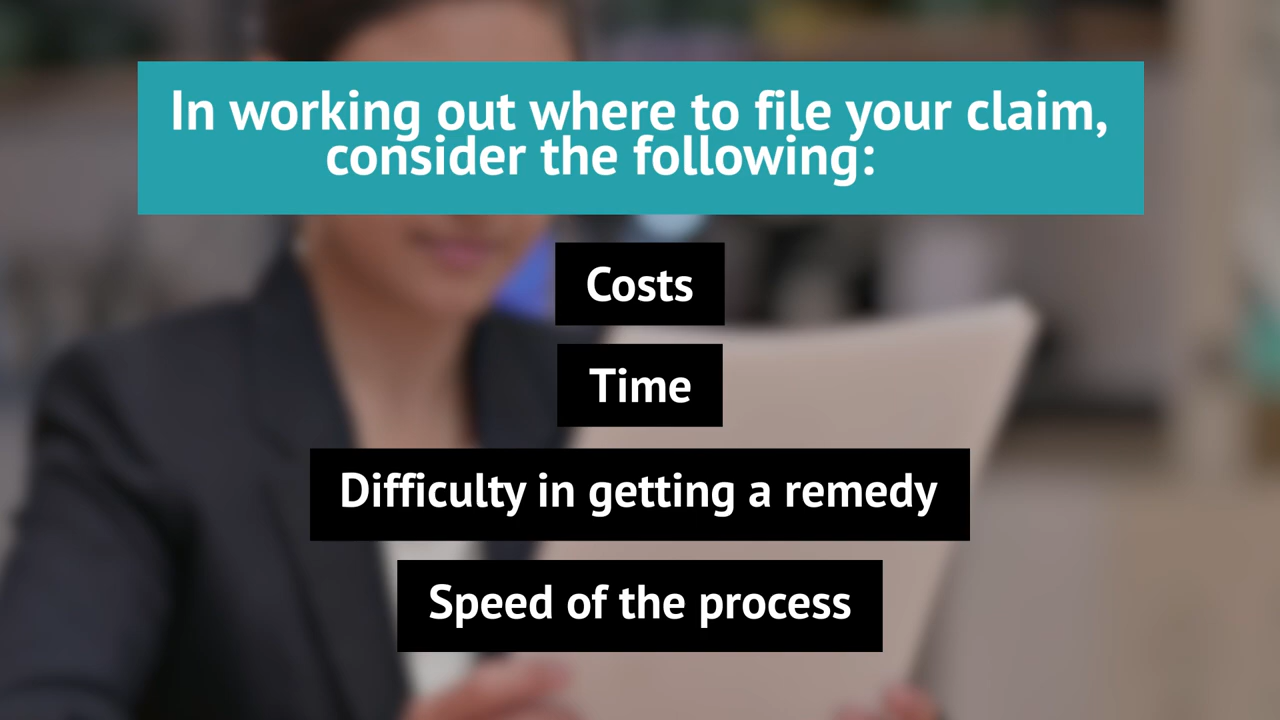 In working out where to file your claim,
consider the following:
Costs
Time
Difficulty in getting a remedy
Speed of the process